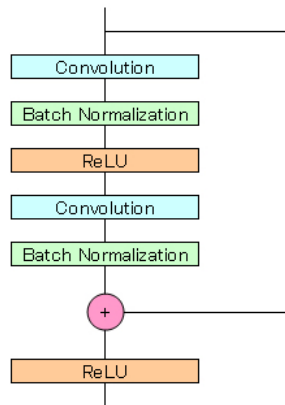 Convolution
Batch Normalization
ReLU
Convolution
Batch Normalization
+
ReLU